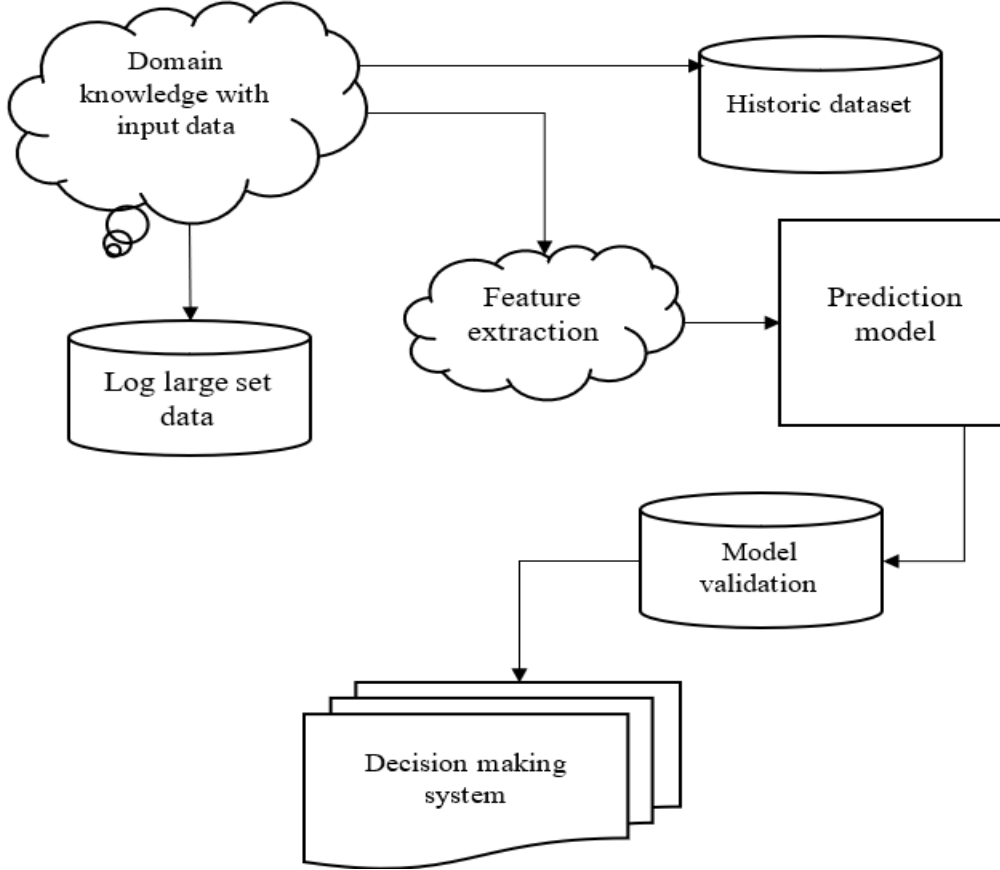 Domain
knowledge with
input data
Historic dataset
Feature
extraction
Prediction
model
Log large set
data
Model
validation
Decision making
system